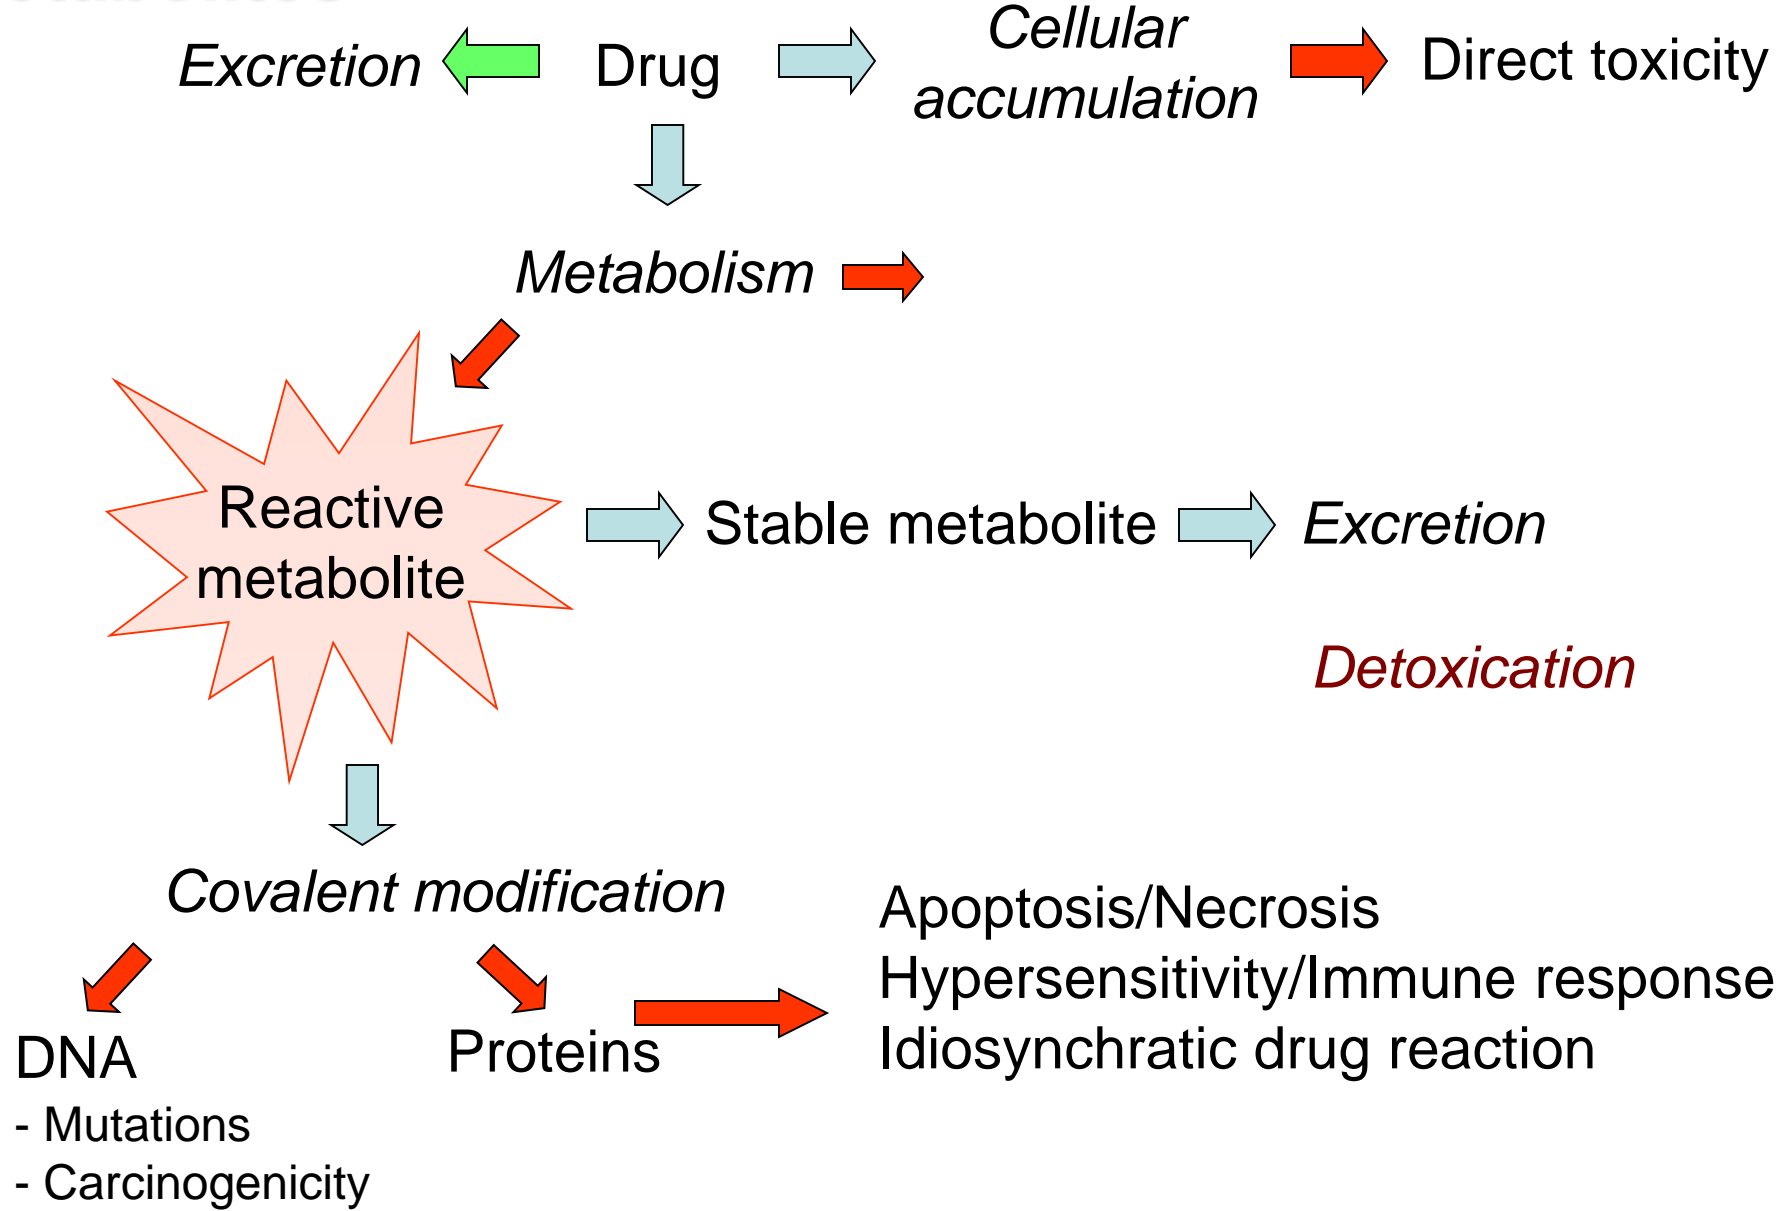 Excretion
Drug
Cellular
accumulation
Direct toxicity
Metabolism
Reactive
metabolite
Stable metabolite
Excretion
Detoxication
Covalent modification
Apoptosis/Necrosis
Hypersensitivity/Immune response
Idiosynchratic drug reaction
DNA
Proteins
- Mutations
- Carcinogenicity